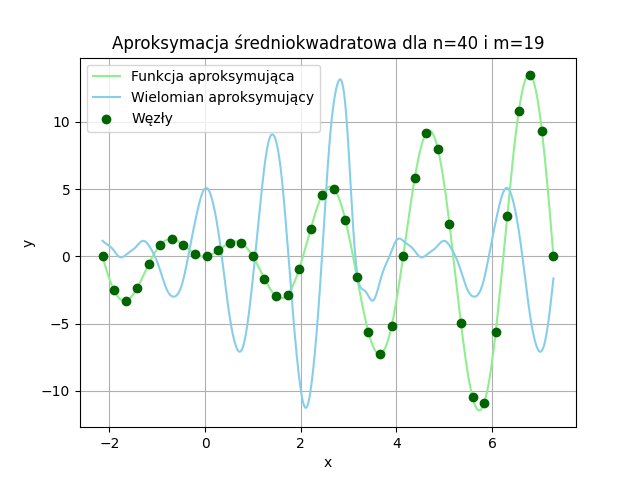 Aproksymacja średniokwadratowa dla n=40 i m=19
Funkcja aproksymująca
Wielomian aproksymujący
Węzły
y
10
5
0
−5
−10
−2
0
2
4
6
x